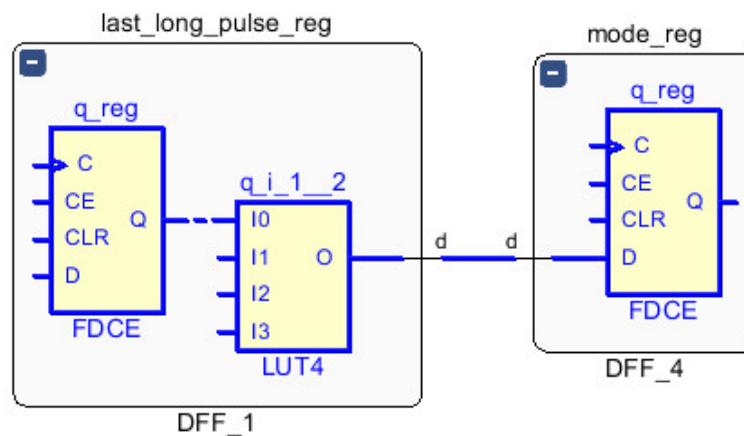 last_long_pulse_reg
q_reg
C
CE
CLR
D
Q
FDCE
q_i_1__2
I0
I1
I2
I3
O
LUT4
DFF_1
d
d
mode_reg
q_reg
C
CE
CLR
D
Q
FDCE
DFF_4